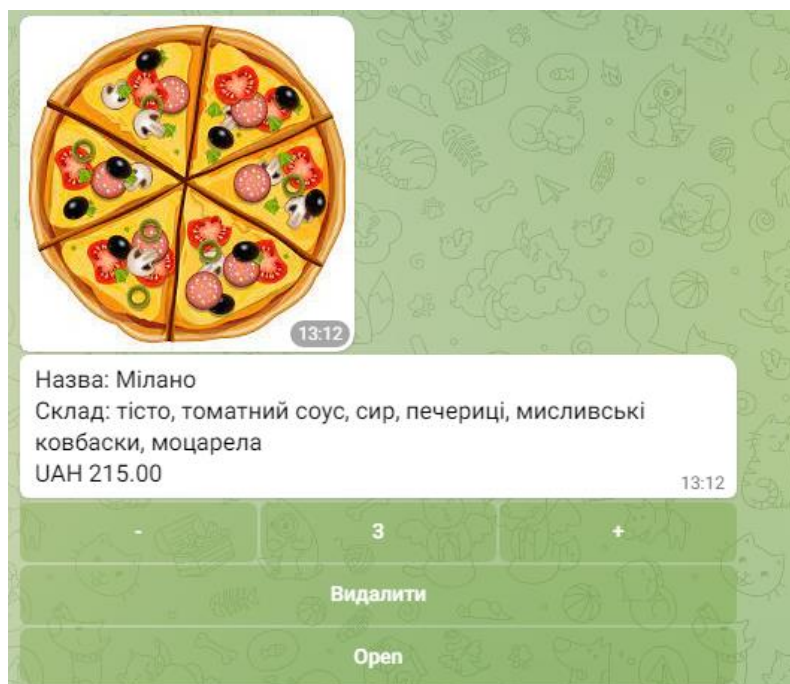 13:12
Назва: Мілано
Склад: тісто, томатний соус, сир, печериці, мисливські
ковбаски, моцарела
UAH 215.00
13:12
- 3 +
Видалити
Open